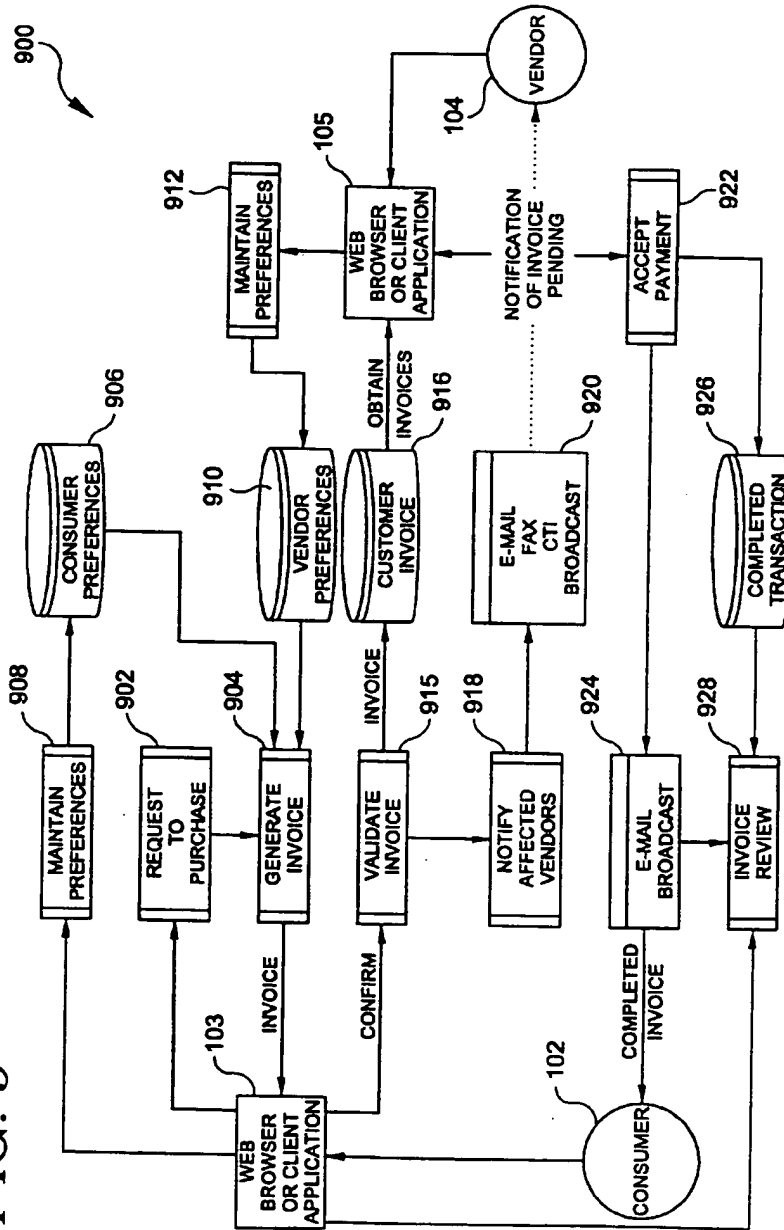 FIG. 9
900
908
MAINTAIN
PREFERENCES
906
CONSUMER
PREFERENCES
902
REQUEST
TO
PURCHASE
904
GENERATE
INVOICE
910
VENDOR
PREFERENCES
912
MAINTAIN
PREFERENCES
103
WEB
BROWSER
OR CLIENT
APPLICATION
INVOICE
CONFIRM
915
VALIDATE
INVOICE
INVOICE
916
CUSTOMER
INVOICE
OBTAIN
INVOICES
105
WEB
BROWSER
OR CLIENT
APPLICATION
104
VENDOR
918
NOTIFY
AFFECTED
VENDORS
920
E-MAIL
FAX
CTI
BROADCAST
NOTIFICATION
OF INVOICE
PENDING
102
CONSUMER
COMPLETED
INVOICE
924
E-MAIL
BROADCAST
922
ACCEPT
PAYMENT
928
INVOICE
REVIEW
926
COMPLETED
TRANSACTION